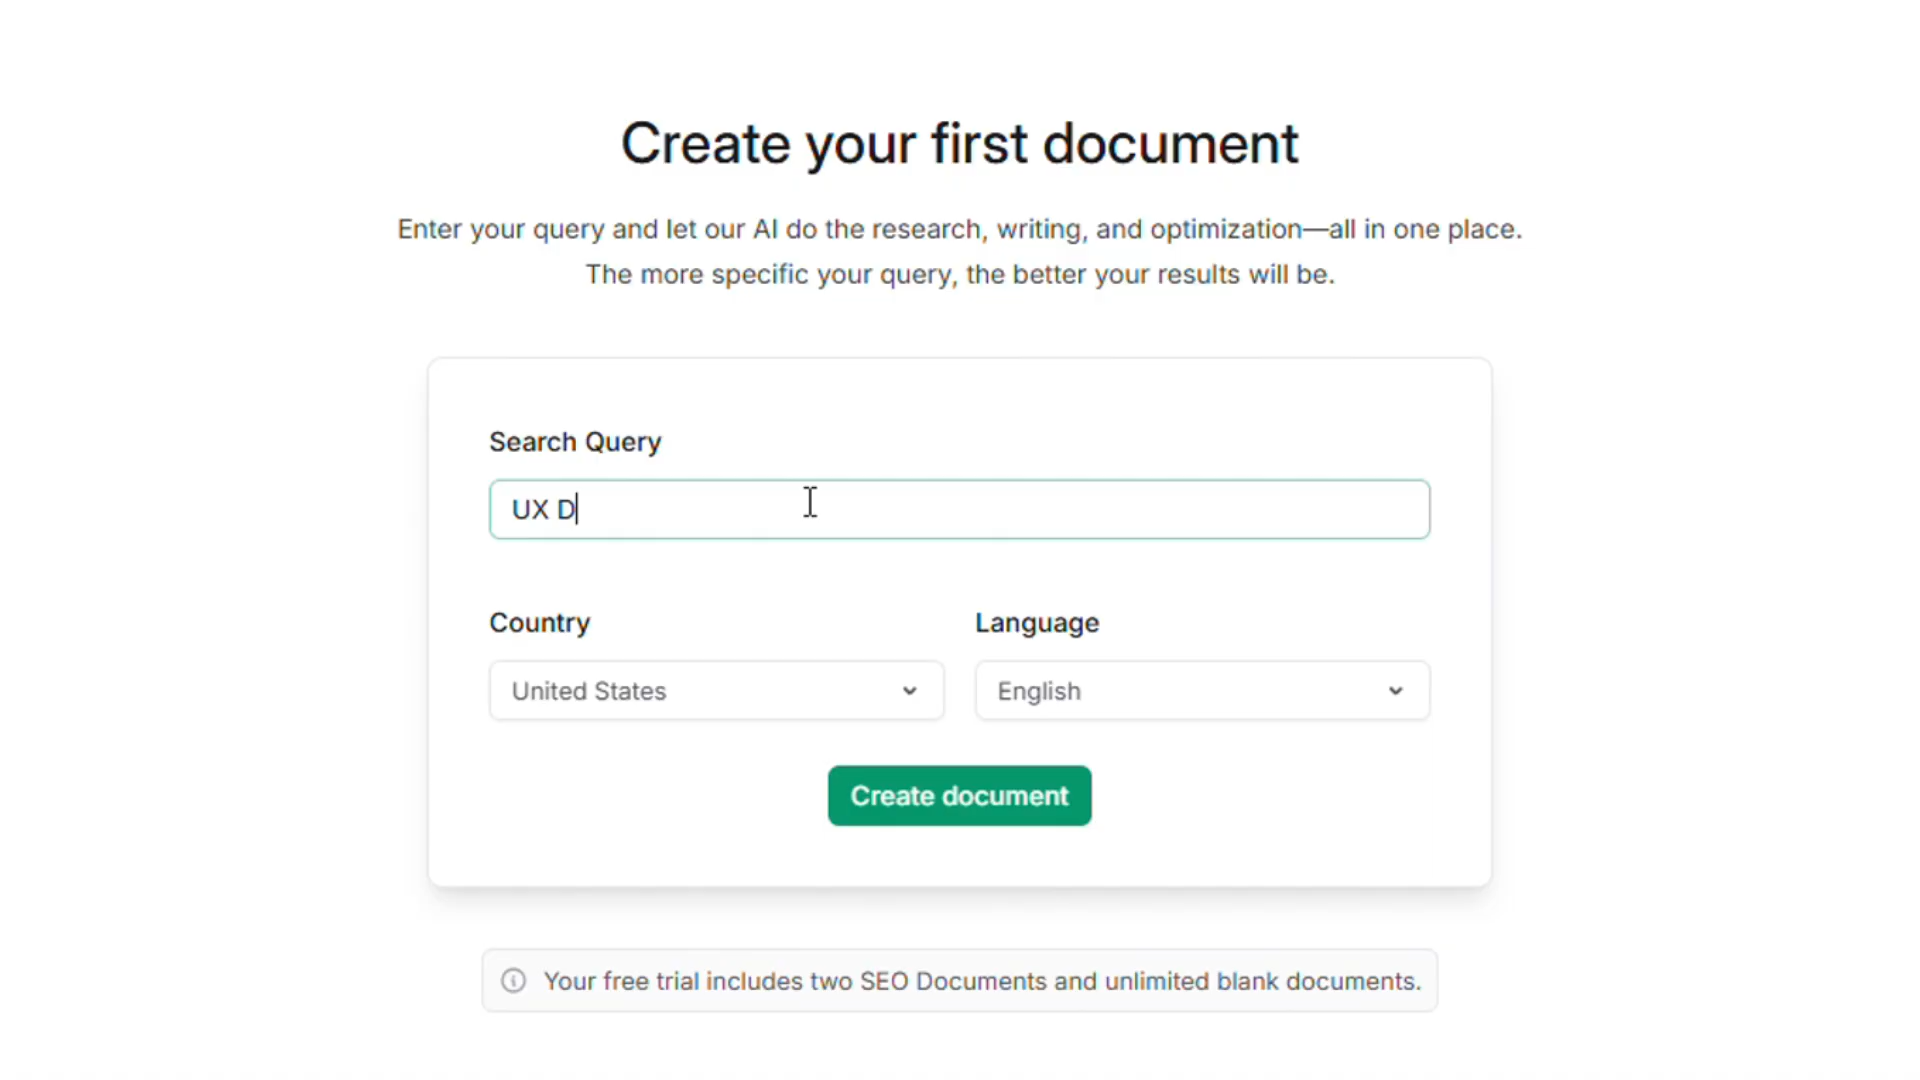 Create your first document
Enter your query and let our AI do the research, writing, and optimization—all in one place.
The more specific your query, the better your results will be.
Search Query
UX D
Country
Language
United States
English
Create document
Your free trial includes two SEO Documents and unlimited blank documents.